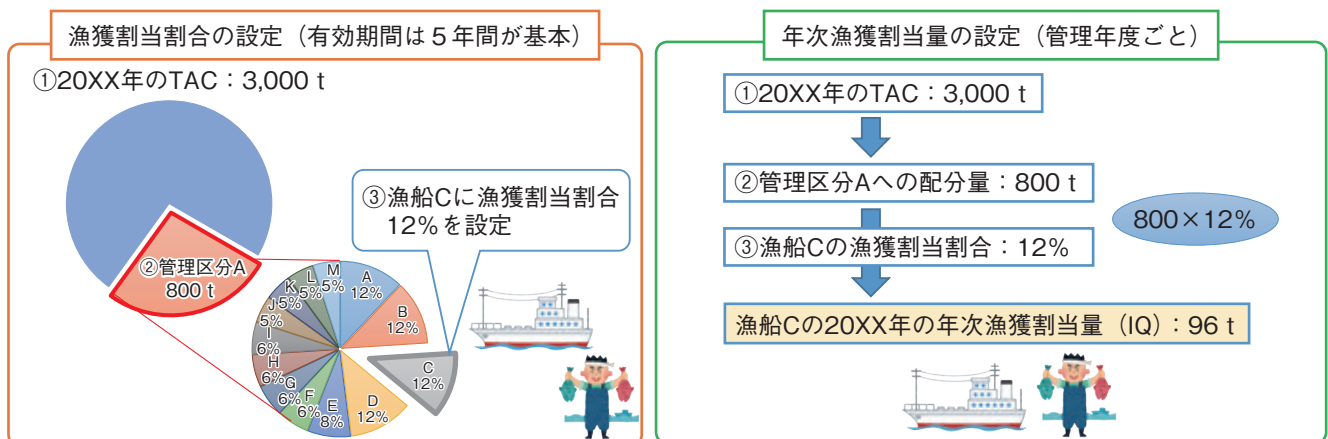 漁獲割当割合の設定（有効期間は５年間が基本）
①20XX年のTAC：3,000 t
②管理区分A
800 t
③漁船Cに漁獲割当割合
12%を設定
A
12%
B
12%
C
12%
D
12%
E
8%
F
6%
G
6%
H
6%
I
6%
J
5%
K
5%
L
5%
M
5%
年次漁獲割当量の設定（管理年度ごと）
①20XX年のTAC：3,000 t
②管理区分Aへの配分量：800 t
800×12%
③漁船Cの漁獲割当割合：12%
漁船Cの20XX年の年次漁獲割当量（IQ）：96 t